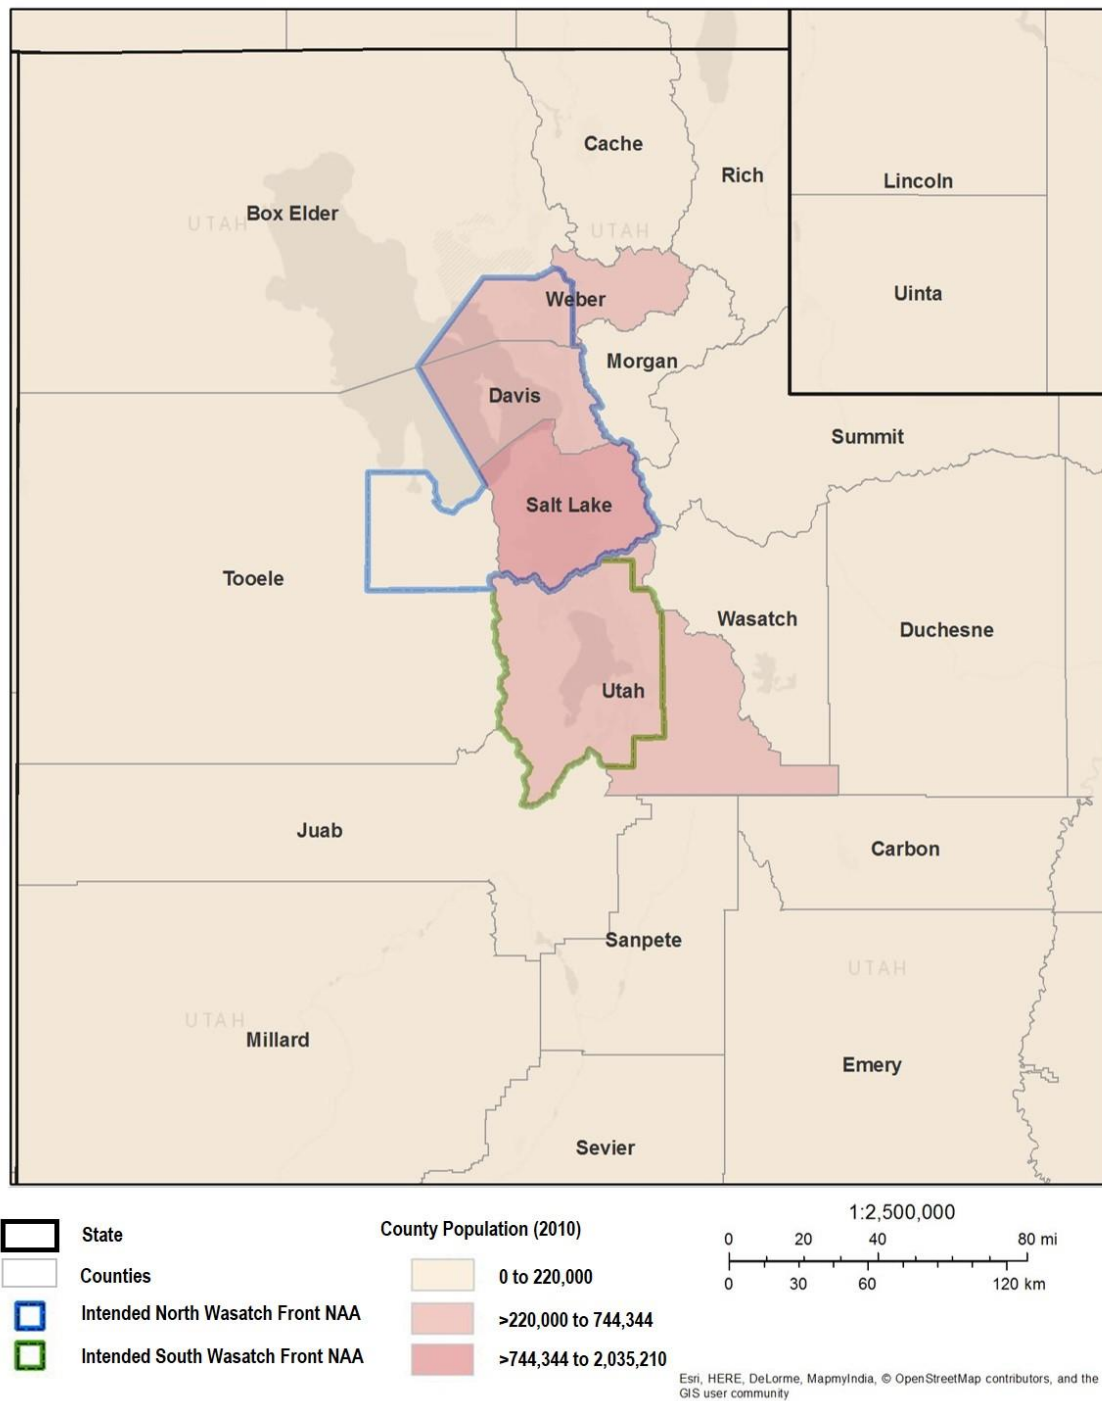 Cache
Rich
Lincoln
Box Elder
UTAH
UTAH
Uinta
Weber
Morgan
Davis
Summit
Salt Lake
Tooele
Wasatch
Duchesne
Utah
Juab
Carbon
Sanpete
UTAH
UTAH
Millard
Emery
Sevier
State
Counties
Intended North Wasatch Front NAA
Intended South Wasatch Front NAA
County Population (2010)
0 to 220,000
>220,000 to 744,344
>744,344 to 2,035,210
1:2,500,000
0 20 40 80 mi
0 30 60 120 km
Esri, HERE, DeLorme, MapmyIndia, © OpenStreetMap contributors, and the
GIS user community